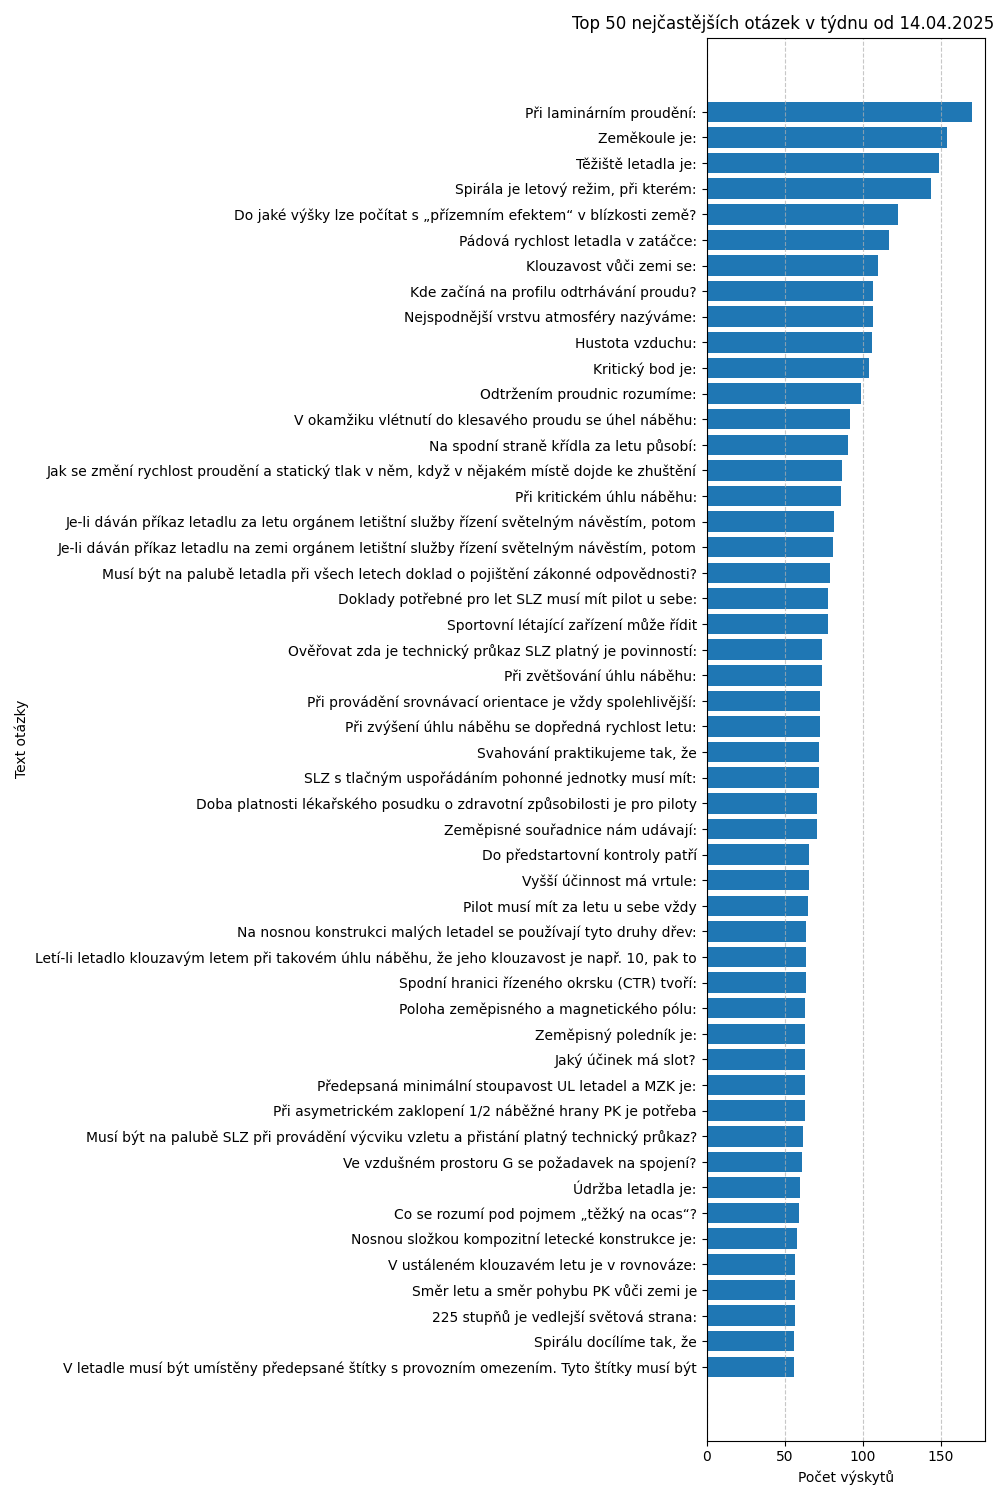 Top 50 nejčastějších otázek v týdnu od 14.04.2025
Při laminárním proudění:
Zeměkoule je:
Těžiště letadla je:
Spirála je letový režim, při kterém:
Do jaké výšky lze počítat s „přízemním efektem“ v blízkosti země?
Pádová rychlost letadla v zatáčce:
Klouzavost vůči zemi se:
Kde začíná na profilu odtrhávání proudu?
Nejspodnější vrstvu atmosféry nazýváme:
Hustota vzduchu:
Kritický bod je:
Odtržením proudnic rozumíme:
V okamžiku vlétnutí do klesavého proudu se úhel náběhu:
Na spodní straně křídla za letu působí:
Jak se změní rychlost proudění a statický tlak v něm, když v nějakém místě dojde ke zhuštění
Při kritickém úhlu náběhu:
Je-li dáván příkaz letadlu za letu orgánem letištní služby řízení světelným návěstím, potom
Je-li dáván příkaz letadlu na zemi orgánem letištní služby řízení světelným návěstím, potom
Musí být na palubě letadla při všech letech doklad o pojištění zákonné odpovědnosti?
Doklady potřebné pro let SLZ musí mít pilot u sebe:
Sportovní létající zařízení může řídit
Ověřovat zda je technický průkaz SLZ platný je povinností:
Při zvětšování úhlu náběhu:
Při provádění srovnávací orientace je vždy spolehlivější:
Při zvýšení úhlu náběhu se dopředná rychlost letu:
Svahování praktikujeme tak, že
SLZ s tlačným uspořádáním pohonné jednotky musí mít:
Doba platnosti lékařského posudku o zdravotní způsobilosti je pro piloty
Zeměpisné souřadnice nám udávají:
Do předstartovní kontroly patří
Vyšší účinnost má vrtule:
Pilot musí mít za letu u sebe vždy
Na nosnou konstrukci malých letadel se používají tyto druhy dřev:
Letí-li letadlo klouzavým letem při takovém úhlu náběhu, že jeho klouzavost je např. 10, pak to
Spodní hranici řízeného okrsku (CTR) tvoří:
Poloha zeměpisného a magnetického pólu:
Zeměpisný poledník je:
Jaký účinek má slot?
Předepsaná minimální stoupavost UL letadel a MZK je:
Při asymetrickém zaklopení 1/2 náběžné hrany PK je potřeba
Musí být na palubě SLZ při provádění výcviku vzletu a přistání platný technický průkaz?
Ve vzdušném prostoru G se požadavek na spojení?
Údržba letadla je:
Co se rozumí pod pojmem „těžký na ocas“?
Nosnou složkou kompozitní letecké konstrukce je:
V ustáleném klouzavém letu je v rovnováze:
Směr letu a směr pohybu PK vůči zemi je
225 stupňů je vedlejší světová strana:
Spirálu docílíme tak, že
V letadle musí být umístěny předepsané štítky s provozním omezením. Tyto štítky musí být
Text otázky
0 50 100 150
Počet výskytů